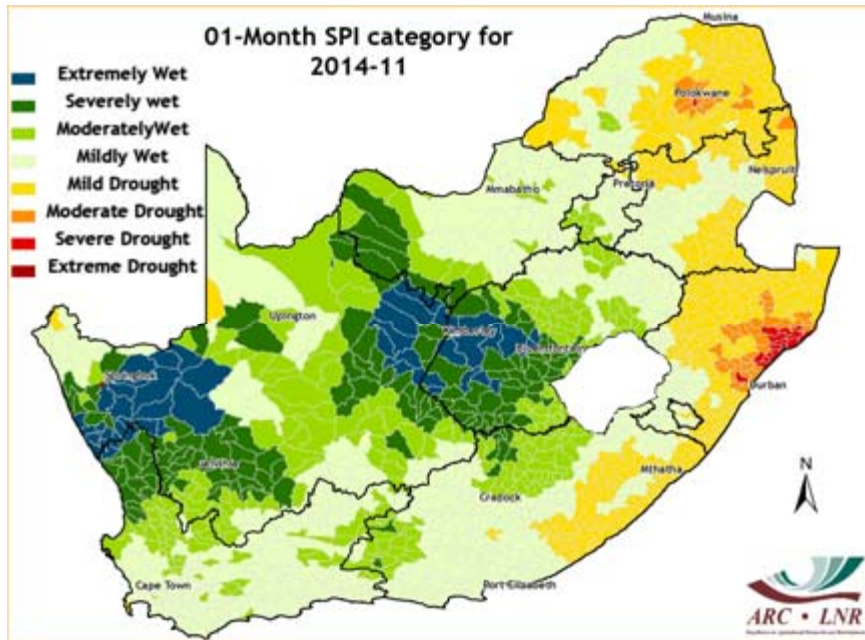 Musina
01-Month SPI category for
2014-11
Extremely Wet
Severely wet
ModeratelyWet
Mildly Wet
Mild Drought
Moderate Drought
Severe Drought
Extreme Drought
Polokwane
Nelspruit
Pretoria
Mmabatho
Upington
Kimberley
Bloemfontein
Springbok
Durban
Calvinia
Mthatha
Cradock
N
Cape Town
Port Elisabeth
ARC • LNR